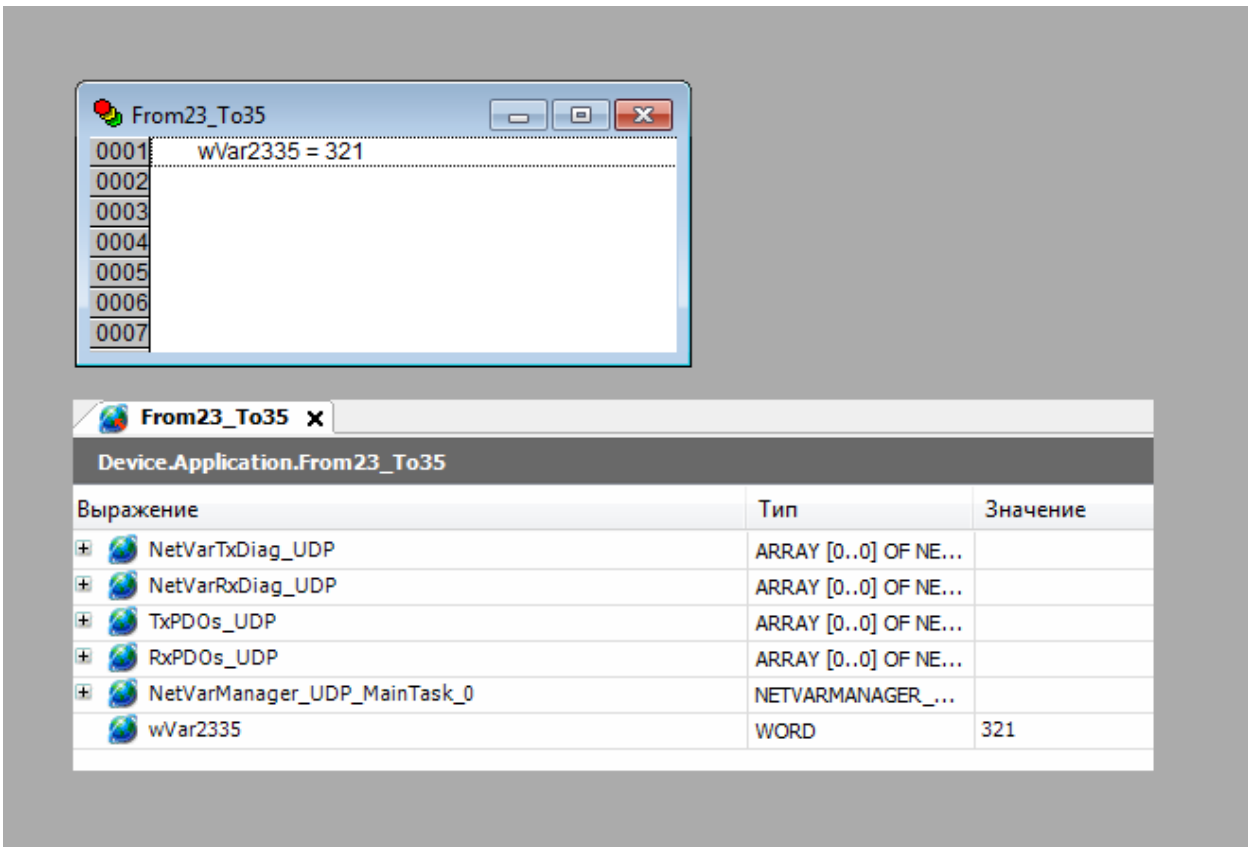 From23_To35
0001 wVar2335 = 321
0002
0003
0004
0005
0006
0007
From23_To35
Device.Application.From23_To35
Выражение Тип Значение
NetVarTxDiag_UDP ARRAY [0..0] OF NE...
NetVarRxDiag_UDP ARRAY [0..0] OF NE...
TxPDOs_UDP ARRAY [0..0] OF NE...
RxPDOs_UDP ARRAY [0..0] OF NE...
NetVarManager_UDP_MainTask_0 NETVARMANAGER_...
wVar2335 WORD 321